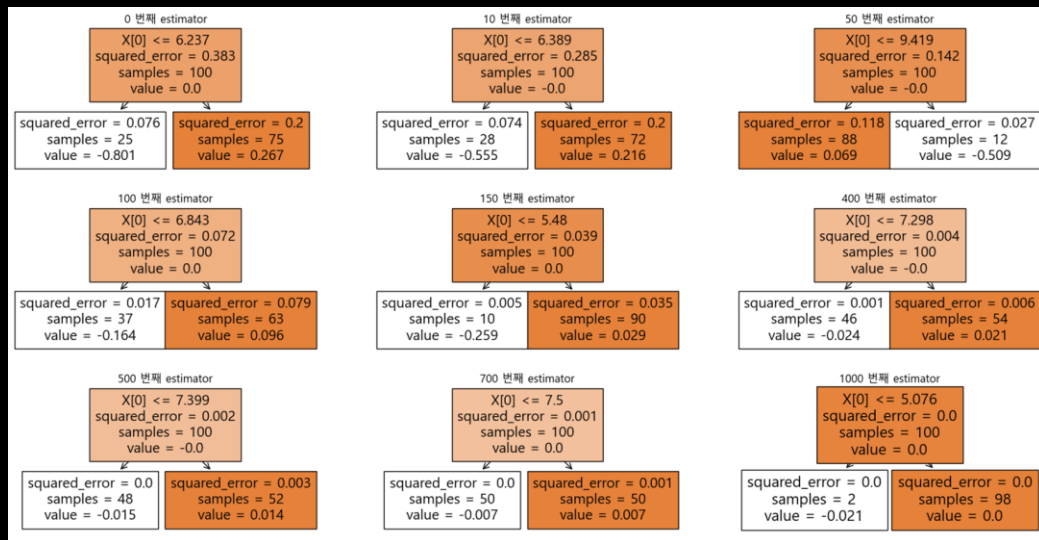 0 번째 estimator
X[0] <= 6.237
squared_error = 0.383
samples = 100
value = 0.0
squared_error = 0.076
samples = 25
value = -0.801
squared_error = 0.2
samples = 75
value = 0.267
10 번째 estimator
X[0] <= 6.389
squared_error = 0.285
samples = 100
value = -0.0
squared_error = 0.074
samples = 28
value = -0.555
squared_error = 0.2
samples = 72
value = 0.216
50 번째 estimator
X[0] <= 9.419
squared_error = 0.142
samples = 100
value = -0.0
squared_error = 0.118
samples = 88
value = 0.069
squared_error = 0.027
samples = 12
value = -0.509
100 번째 estimator
X[0] <= 6.843
squared_error = 0.072
samples = 100
value = 0.0
squared_error = 0.017
samples = 37
value = -0.164
squared_error = 0.079
samples = 63
value = 0.096
150 번째 estimator
X[0] <= 5.48
squared_error = 0.039
samples = 100
value = 0.0
squared_error = 0.005
samples = 10
value = -0.259
squared_error = 0.035
samples = 90
value = 0.029
400 번째 estimator
X[0] <= 7.298
squared_error = 0.004
samples = 100
value = -0.0
squared_error = 0.001
samples = 46
value = -0.024
squared_error = 0.006
samples = 54
value = 0.021
500 번째 estimator
X[0] <= 7.399
squared_error = 0.002
samples = 100
value = -0.0
squared_error = 0.0
samples = 48
value = -0.015
squared_error = 0.003
samples = 52
value = 0.014
700 번째 estimator
X[0] <= 7.5
squared_error = 0.001
samples = 100
value = 0.0
squared_error = 0.0
samples = 50
value = -0.007
squared_error = 0.001
samples = 50
value = 0.007
1000 번째 estimator
X[0] <= 5.076
squared_error = 0.0
samples = 100
value = 0.0
squared_error = 0.0
samples = 2
value = -0.021
squared_error = 0.0
samples = 98
value = 0.0